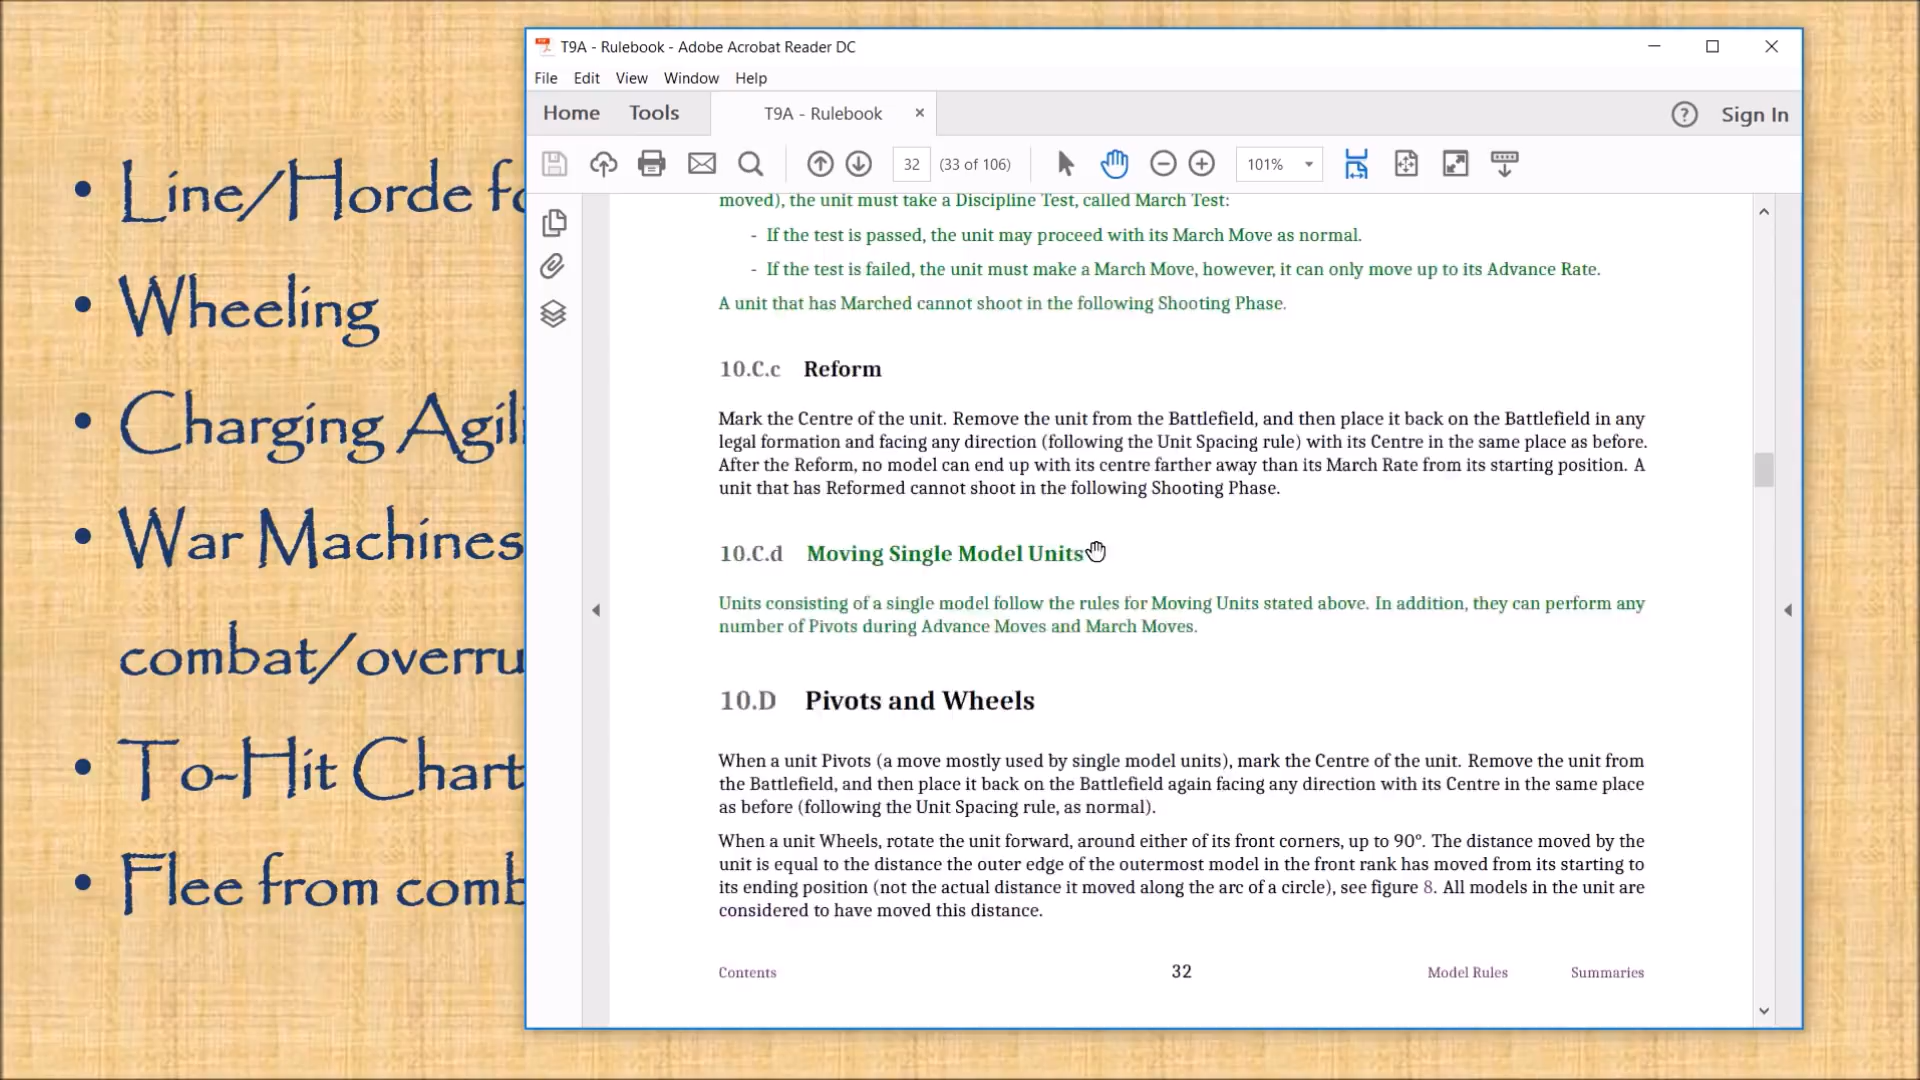 • Line/Horde
• Wheeling
• Charging
• War Machines
combat/
• To-Hit Chart
• Flee from
T9A - Rulebook - Adobe Acrobat Reader DC
File Edit View Window Help
Home Tools T9A - Rulebook × Sign In
32 (33 of 106) 101%
moved), the unit must take a Discipline Test, called March Test:
- If the test is passed, the unit may proceed with its March Move as normal.
- If the test is failed, the unit must make a March Move, however, it can only move up to its Advance Rate.
A unit that has Marched cannot shoot in the following Shooting Phase.
10.C.c Reform
Mark the Centre of the unit. Remove the unit from the Battlefield, and then place it back on the Battlefield in any
legal formation and facing any direction (following the Unit Spacing rule) with its Centre in the same place as before.
After the Reform, no model can end up with its centre farther away than its March Rate from its starting position. A
unit that has Reformed cannot shoot in the following Shooting Phase.
10.C.d Moving Single Model Units
Units consisting of a single model follow the rules for Moving Units stated above. In addition, they can perform any
number of Pivots during Advance Moves and March Moves.
10.D Pivots and Wheels
When a unit Pivots (a move mostly used by single model units), mark the Centre of the unit. Remove the unit from
the Battlefield, and then place it back on the Battlefield again facing any direction with its Centre in the same place
as before (following the Unit Spacing rule, as normal).
When a unit Wheels, rotate the unit forward, around either of its front corners, up to 90°. The distance moved by the
unit is equal to the distance the outer edge of the outermost model in the front rank has moved from its starting to
its ending position (not the actual distance it moved along the arc of a circle), see figure 8. All models in the unit are
considered to have moved this distance.
Contents 32 Model Rules Summaries